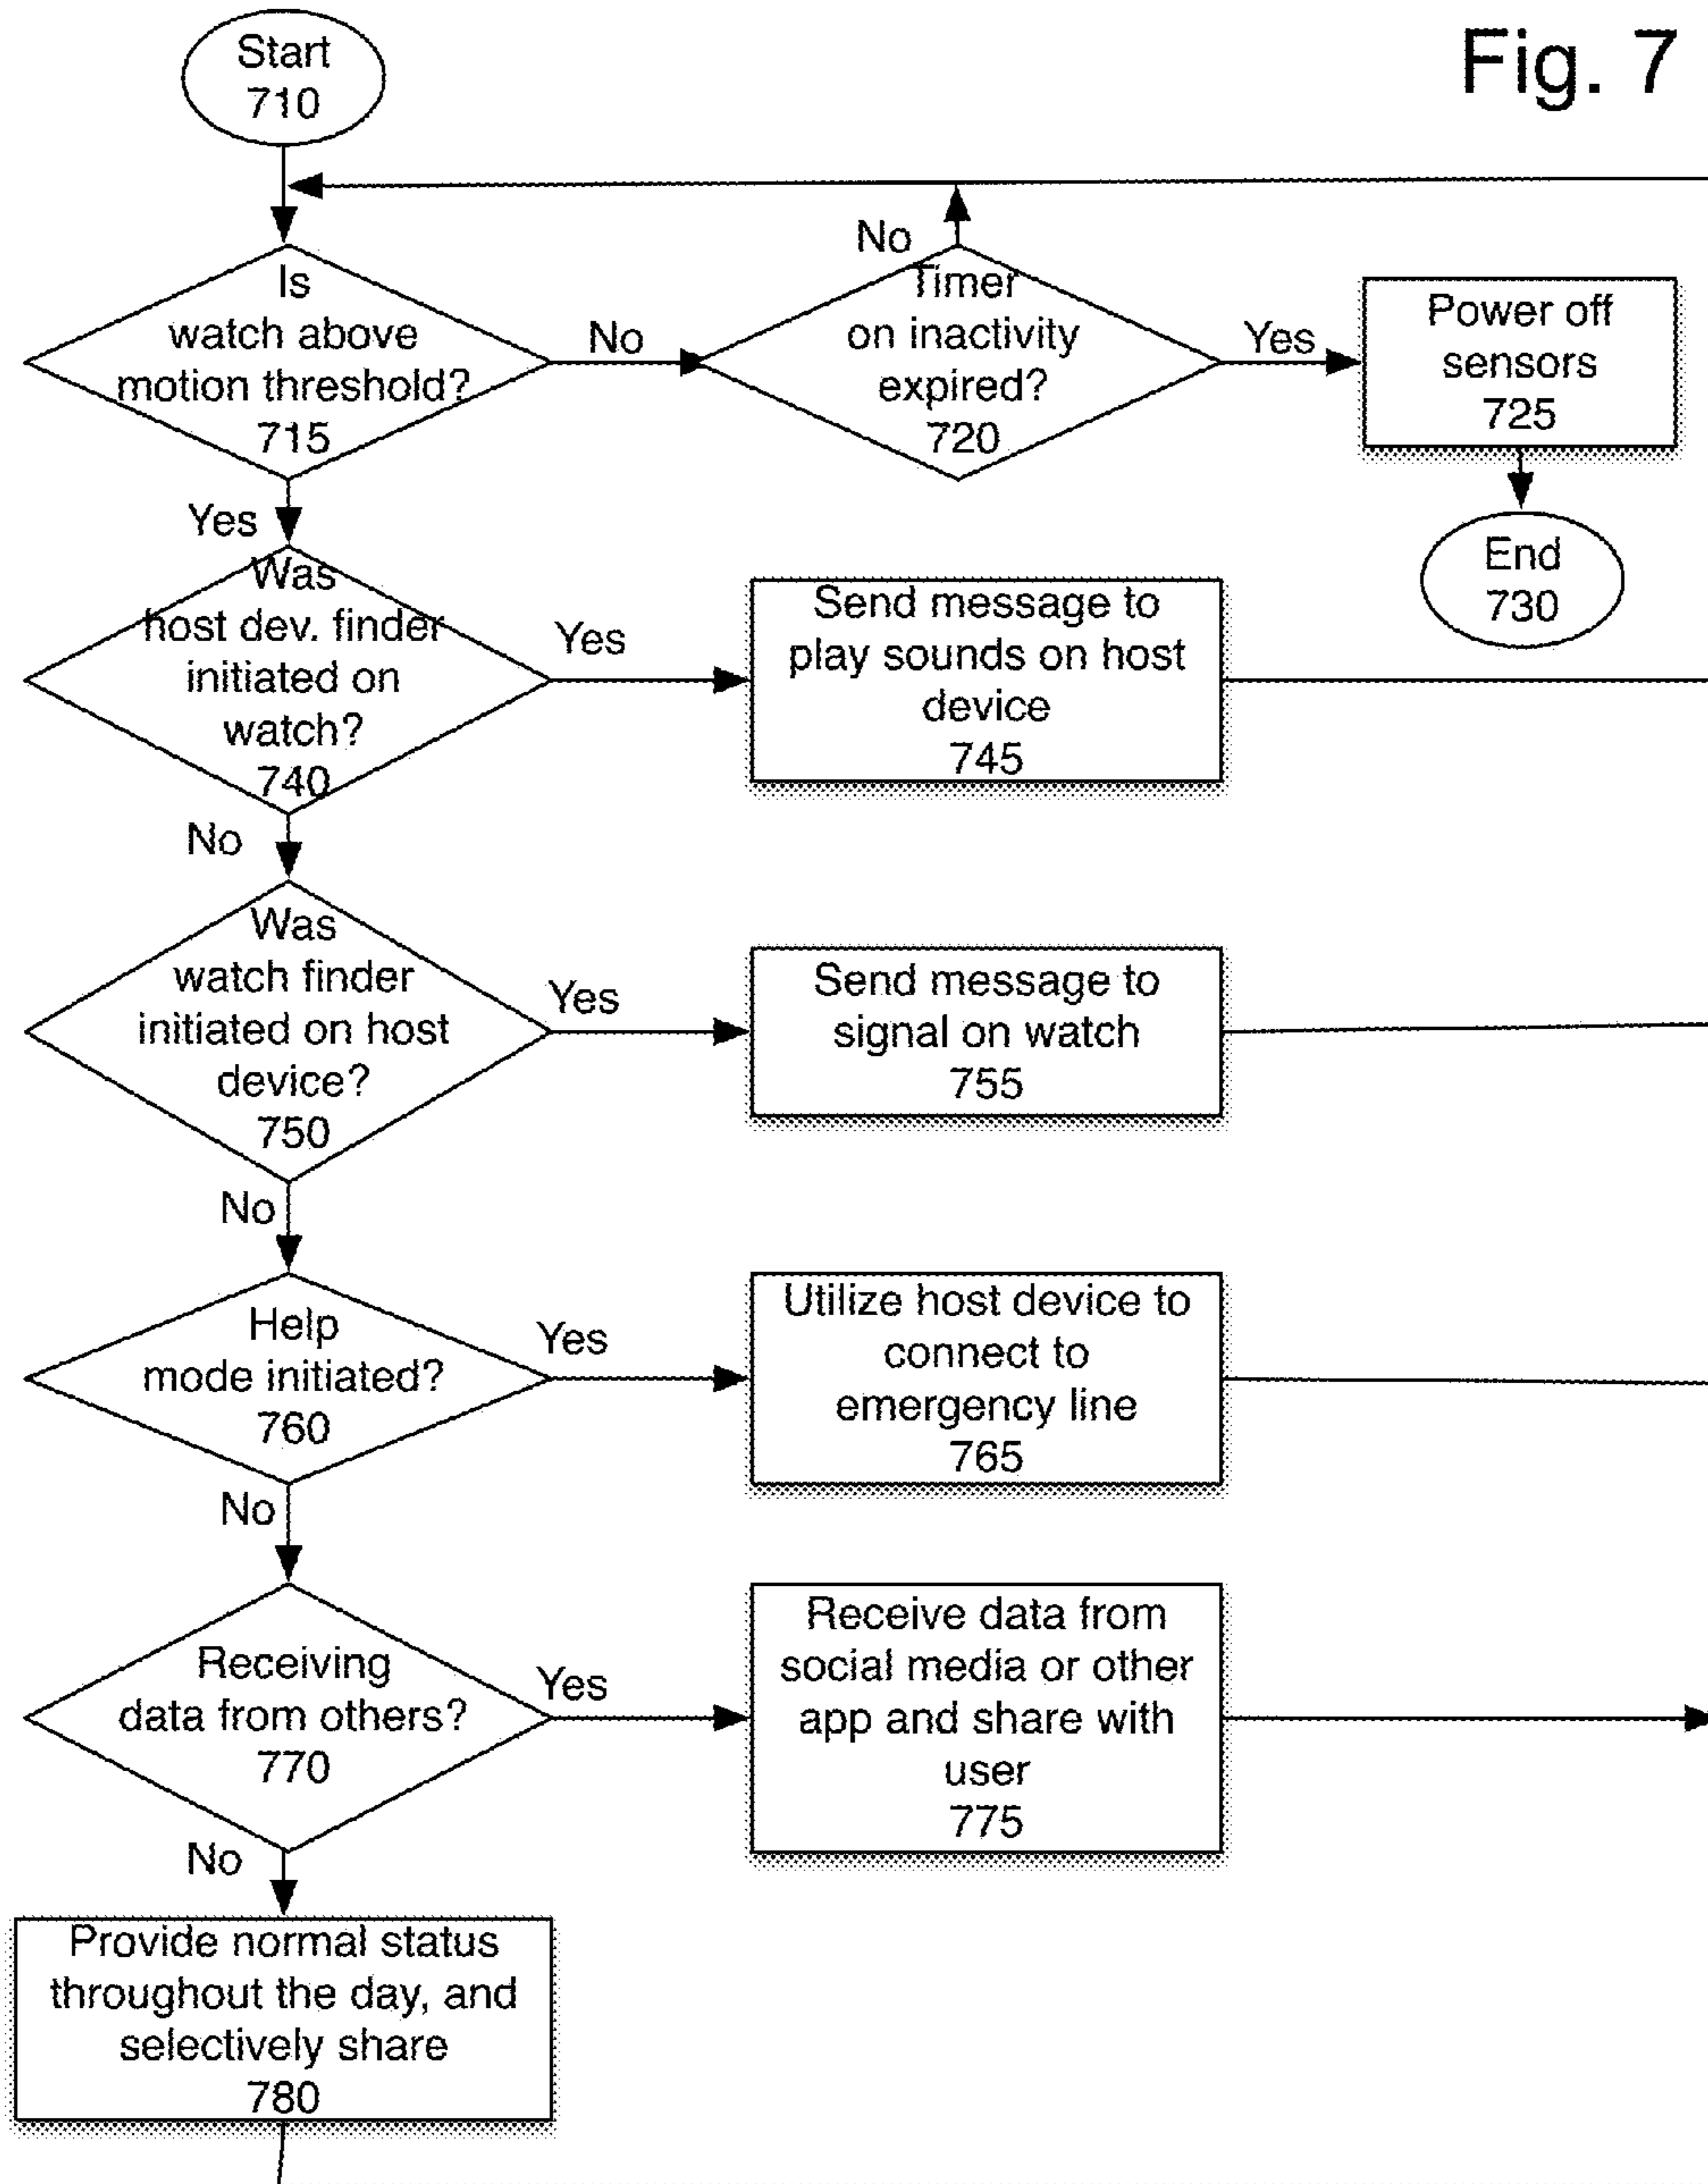 Fig. 7
Start
710
Is
watch above
motion threshold?
715
No
No
Timer
on inactivity
expired?
720
Yes
Power off
sensors
725
End
730
Yes
Was
host dev. finder
initiated on
watch?
740
Yes
Send message to
play sounds on host
device
745
No
Was
watch finder
initiated on host
device?
750
Yes
Send message to
signal on watch
755
No
Help
mode initiated?
760
Yes
Utilize host device to
connect to
emergency line
765
No
Receiving
data from others?
770
Yes
Receive data from
social media or other
app and share with
user
775
No
Provide normal status
throughout the day, and
selectively share
780